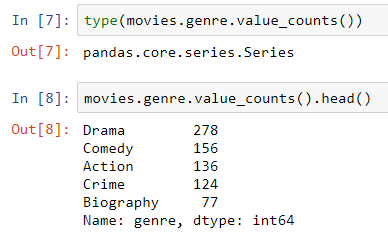 In [7]: type(movies.genre.value_counts())
Out[7]: pandas.core.series.Series
In [8]: movies.genre.value_counts().head()
Out[8]: Drama 278
Comedy 156
Action 136
Crime 124
Biography 77
Name: genre, dtype: int64